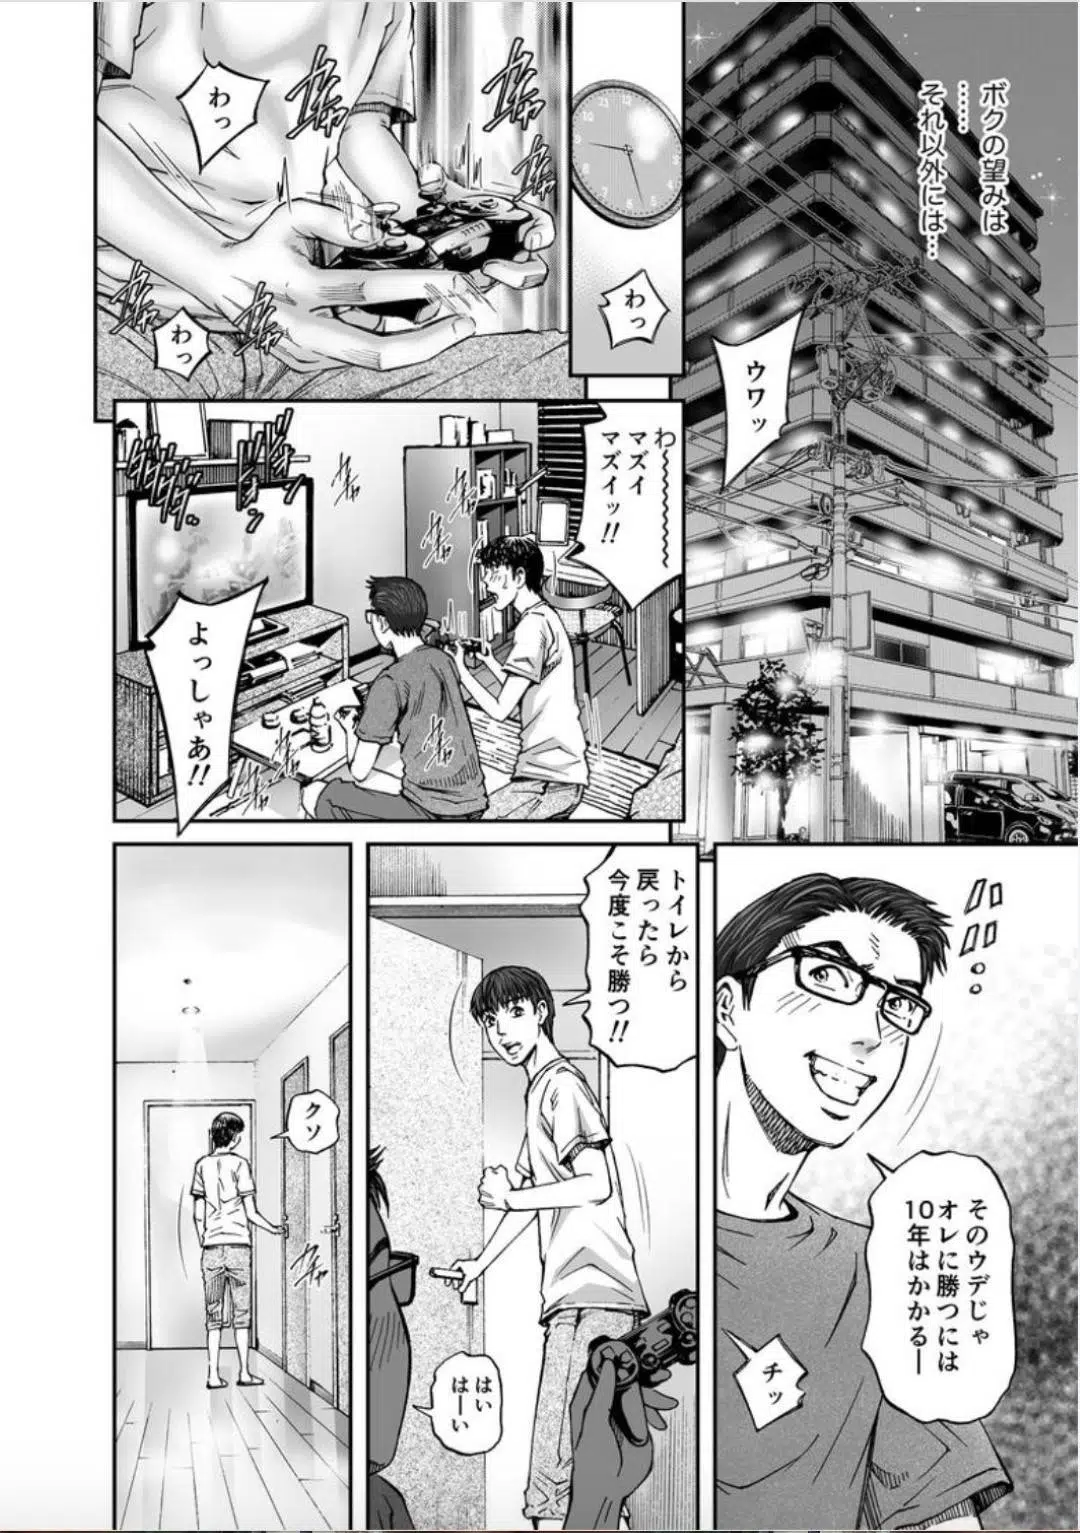 ボクの望みは
……
それ以外には…
ウワッ
わっ
わっ
わっ
わ〜〜〜〜
マズイ
マズイッ!!
よっしゃあ!!
そのウデじゃ
オレに勝つには
10年はかかるー
チッ
トイレから
戻ったら
今度こそ勝つ!!
はい
はーい
クソ